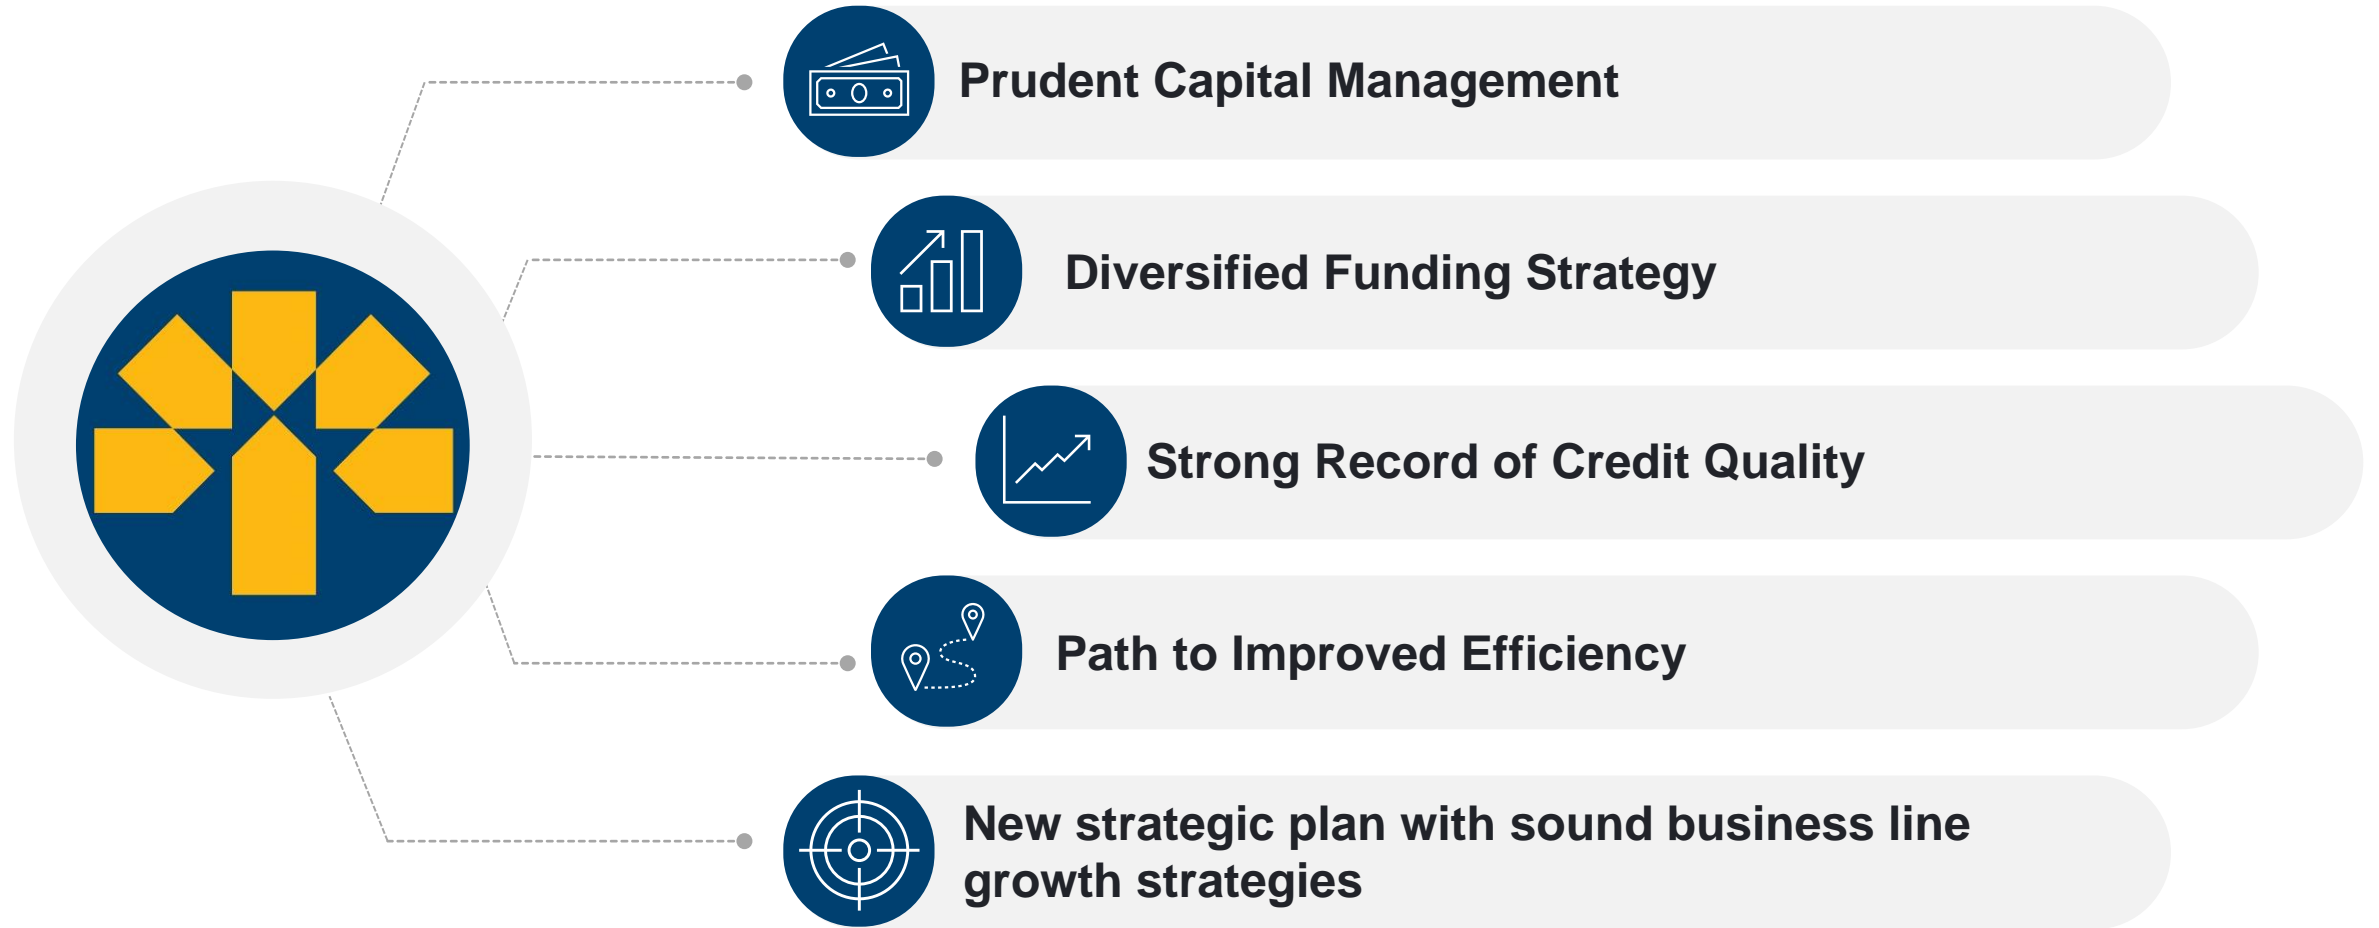 Prudent Capital Management
Diversified Funding Strategy
Strong Record of Credit Quality
Path to Improved Efficiency
New strategic plan with sound business line
growth strategies